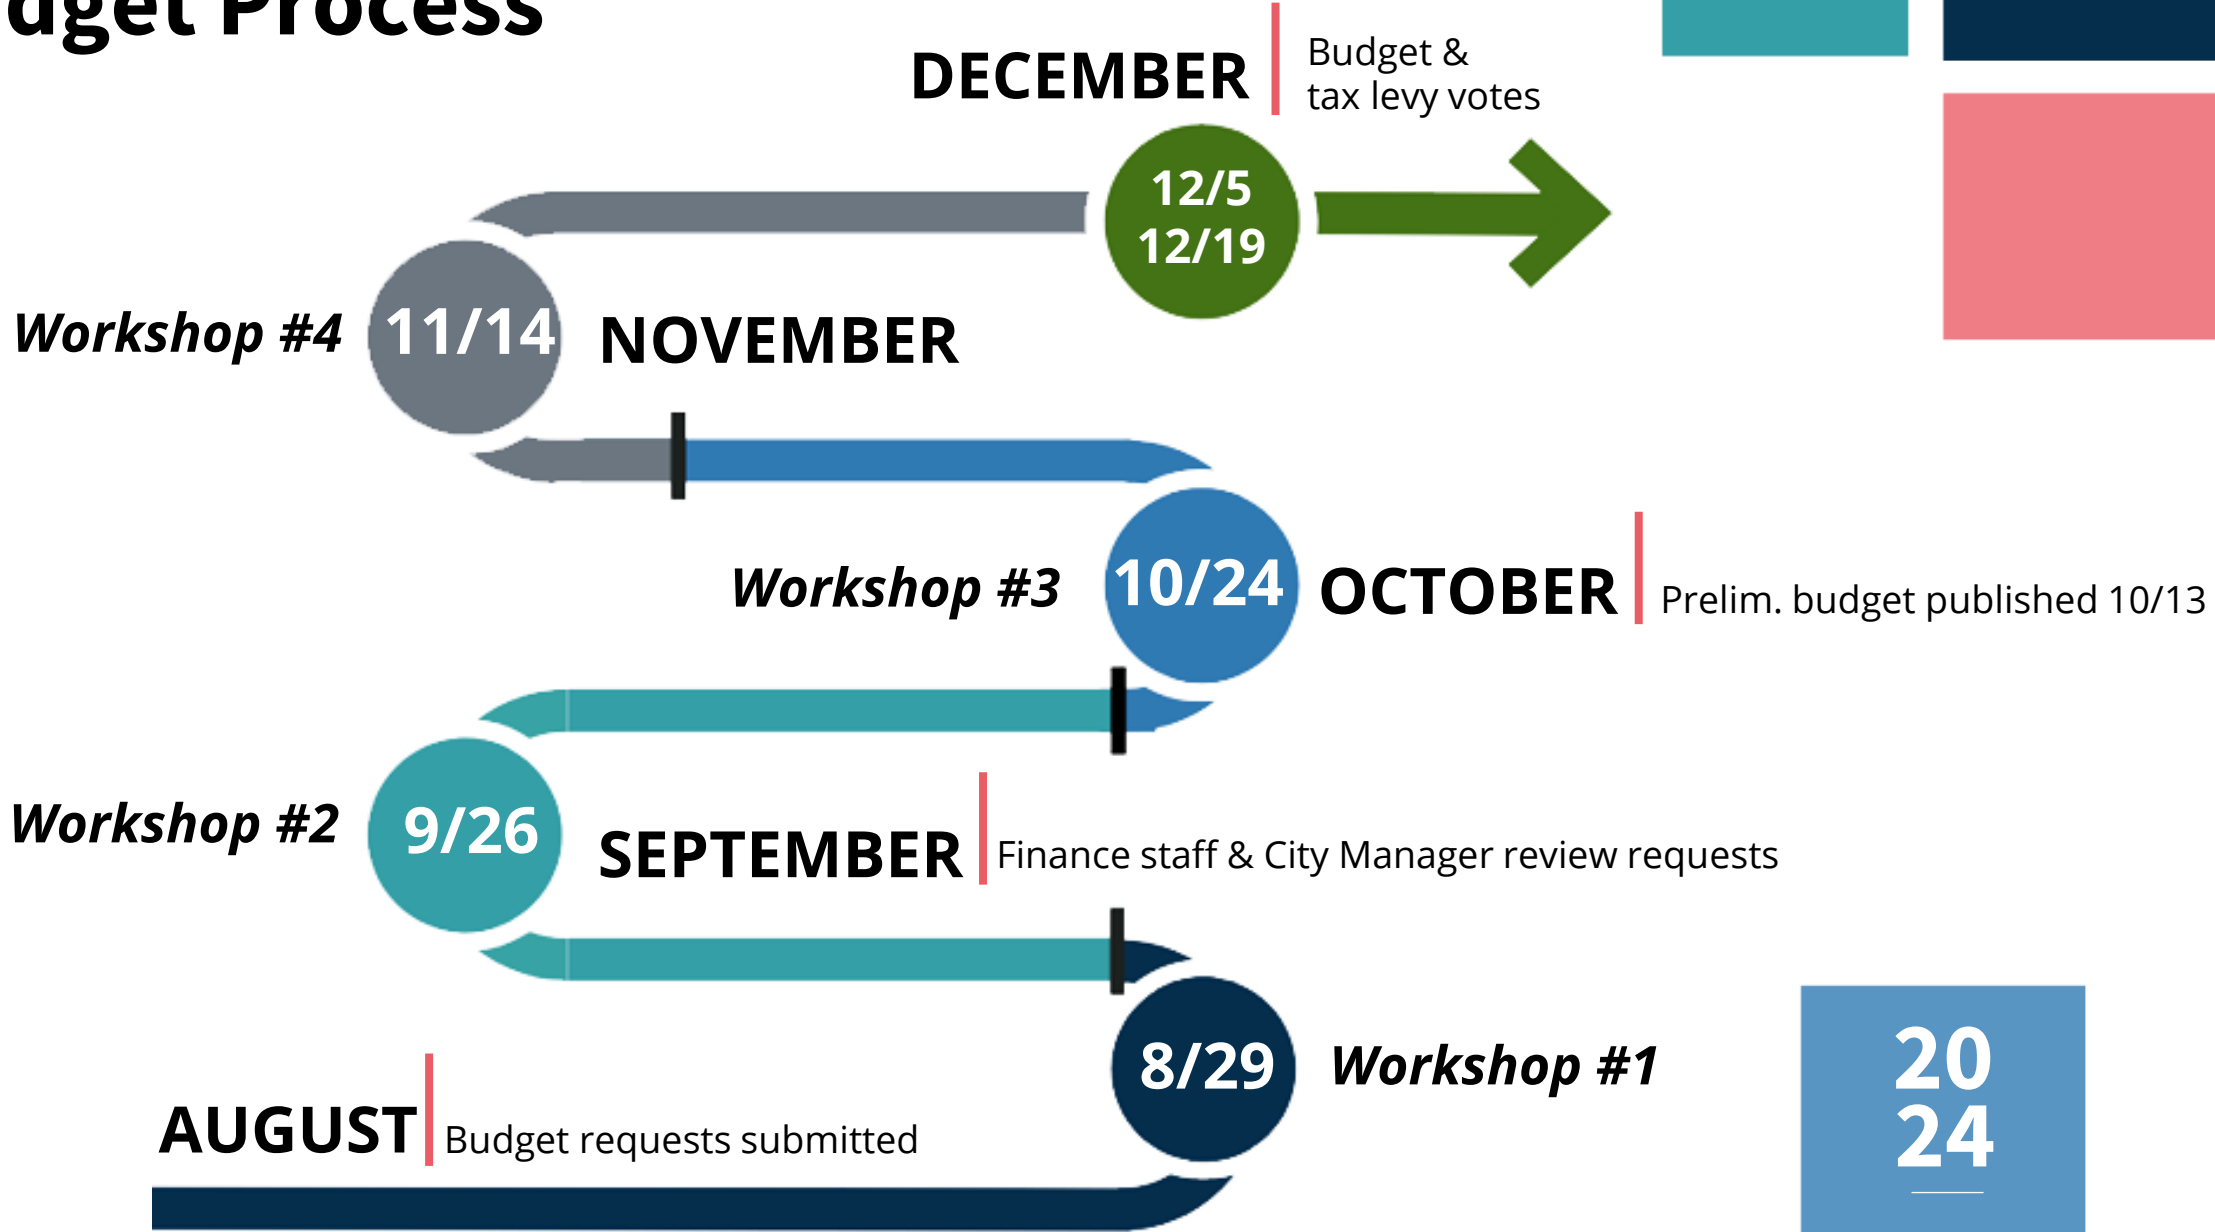 dget Process
DECEMBER
Budget &
tax levy votes
12/5
12/19
Workshop #4
11/14
NOVEMBER
Workshop #3
10/24
OCTOBER
Prelim. budget published 10/13
Workshop #2
9/26
SEPTEMBER
Finance staff & City Manager review requests
8/29
Workshop #1
AUGUST
Budget requests submitted
20
24